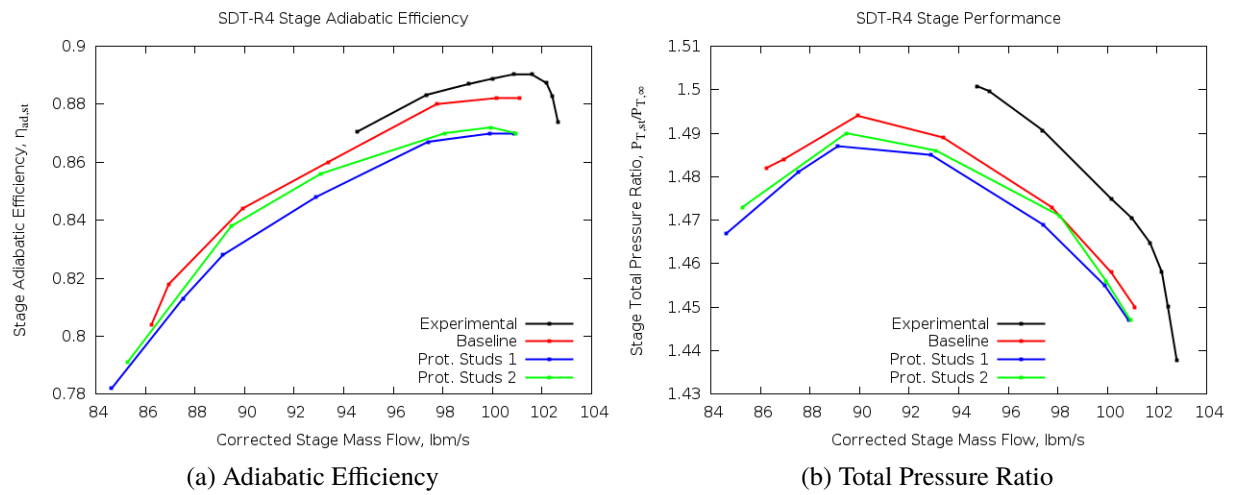 SDT-R4 Stage Adiabatic Efficiency
0.9
0.88
0.86
0.84
0.82
0.8
0.78
84 86 88 90 92 94 96 98 100 102 104
Stage Adiabatic Efficiency, η_ad,st
Corrected Stage Mass Flow, lbm/s
Experimental
Baseline
Prot. Studs 1
Prot. Studs 2
(a) Adiabatic Efficiency
SDT-R4 Stage Performance
1.51
1.5
1.49
1.48
1.47
1.46
1.45
1.44
1.43
84 86 88 90 92 94 96 98 100 102 104
Stage Total Pressure Ratio, P_T,st/P_T,∞
Corrected Stage Mass Flow, lbm/s
Experimental
Baseline
Prot. Studs 1
Prot. Studs 2
(b) Total Pressure Ratio